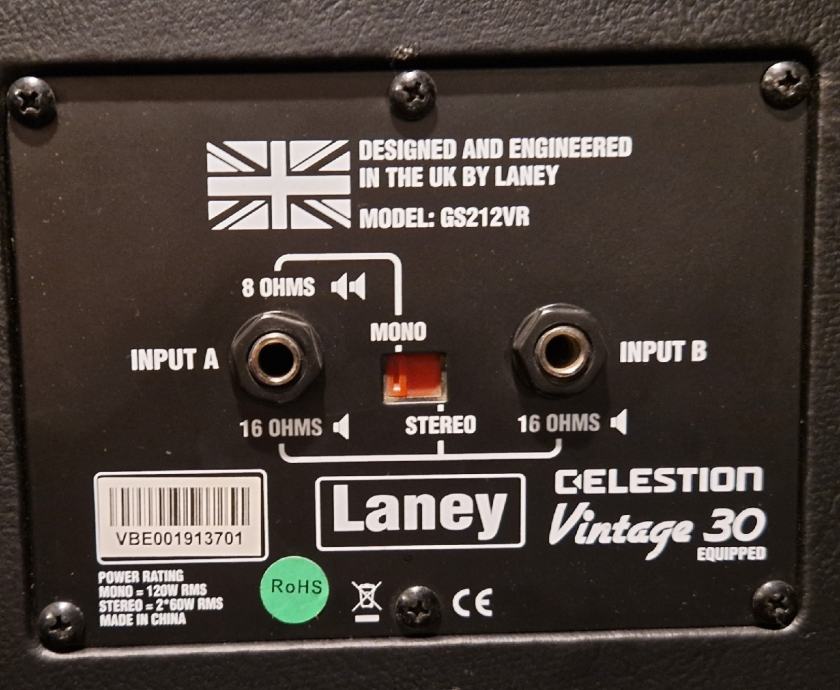 DESIGNED AND ENGINEERED
IN THE UK BY LANEY
MODEL: GS212VR
8 OHMS
MONO
INPUT A
INPUT B
16 OHMS
STEREO
16 OHMS
VBE001913701
Laney
CELESTION
Vintage 30
EQUIPPED
POWER RATING
MONO = 120W RMS
STEREO = 2*60W RMS
MADE IN CHINA
RoHS
CE